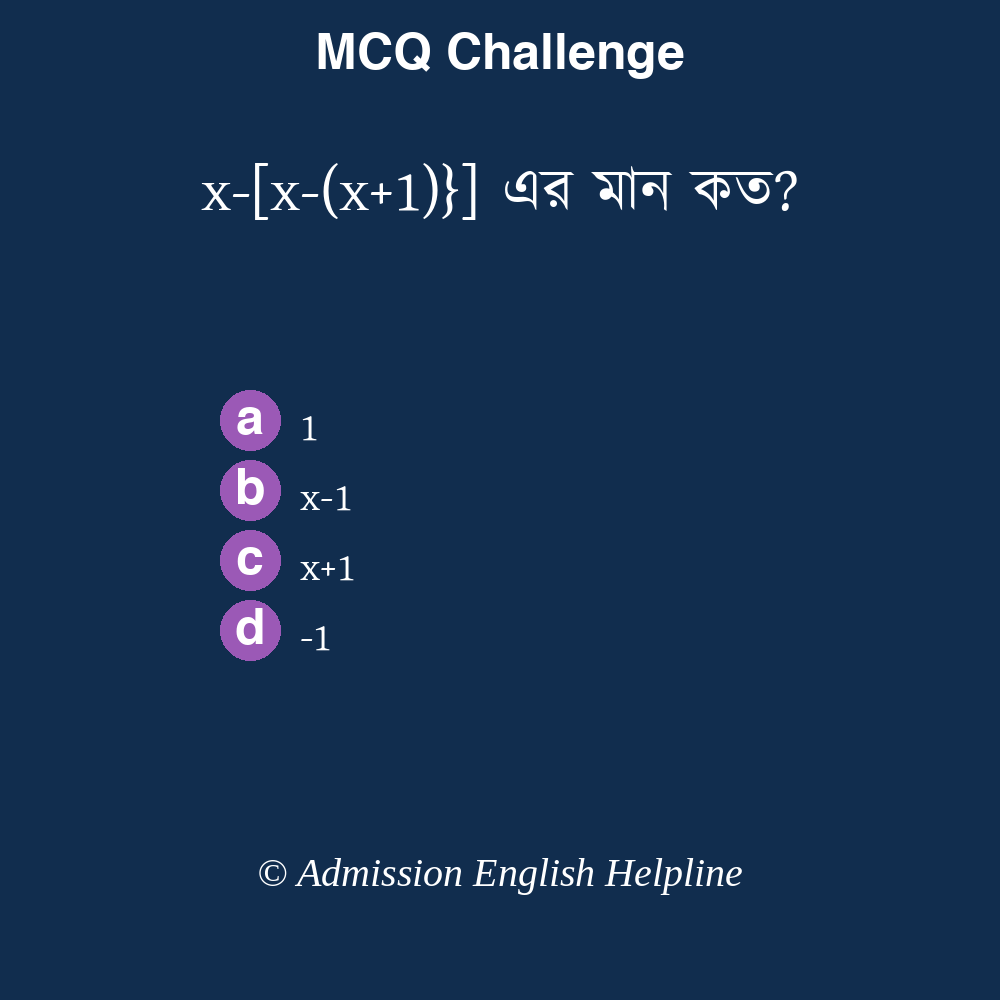 MCQ Challenge
x-[x-(x+1)}] এর মান কত?
a 1
b x-1
c x+1
d -1
© Admission English Helpline